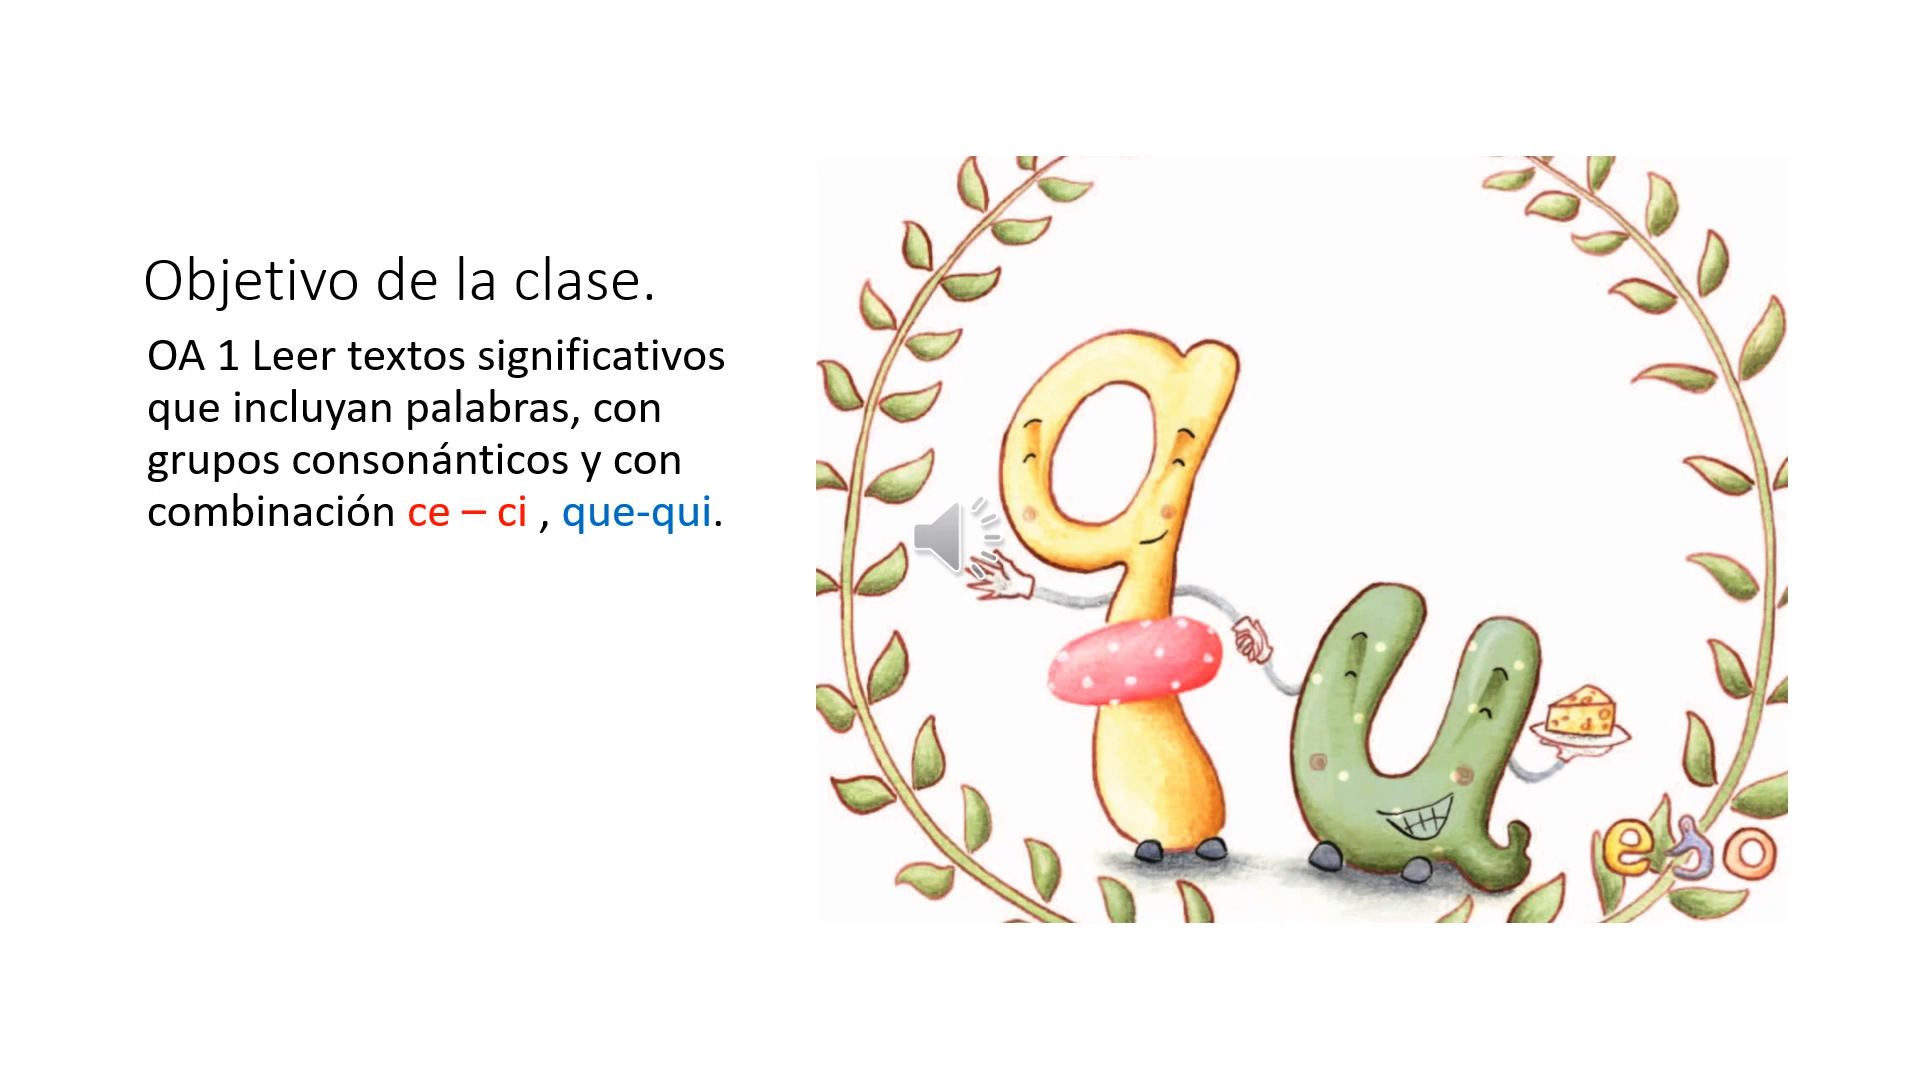 Objetivo de la clase.
OA 1 Leer textos significativos
que incluyan palabras, con
grupos consonánticos y con
combinación ce – ci , que-qui.
qu